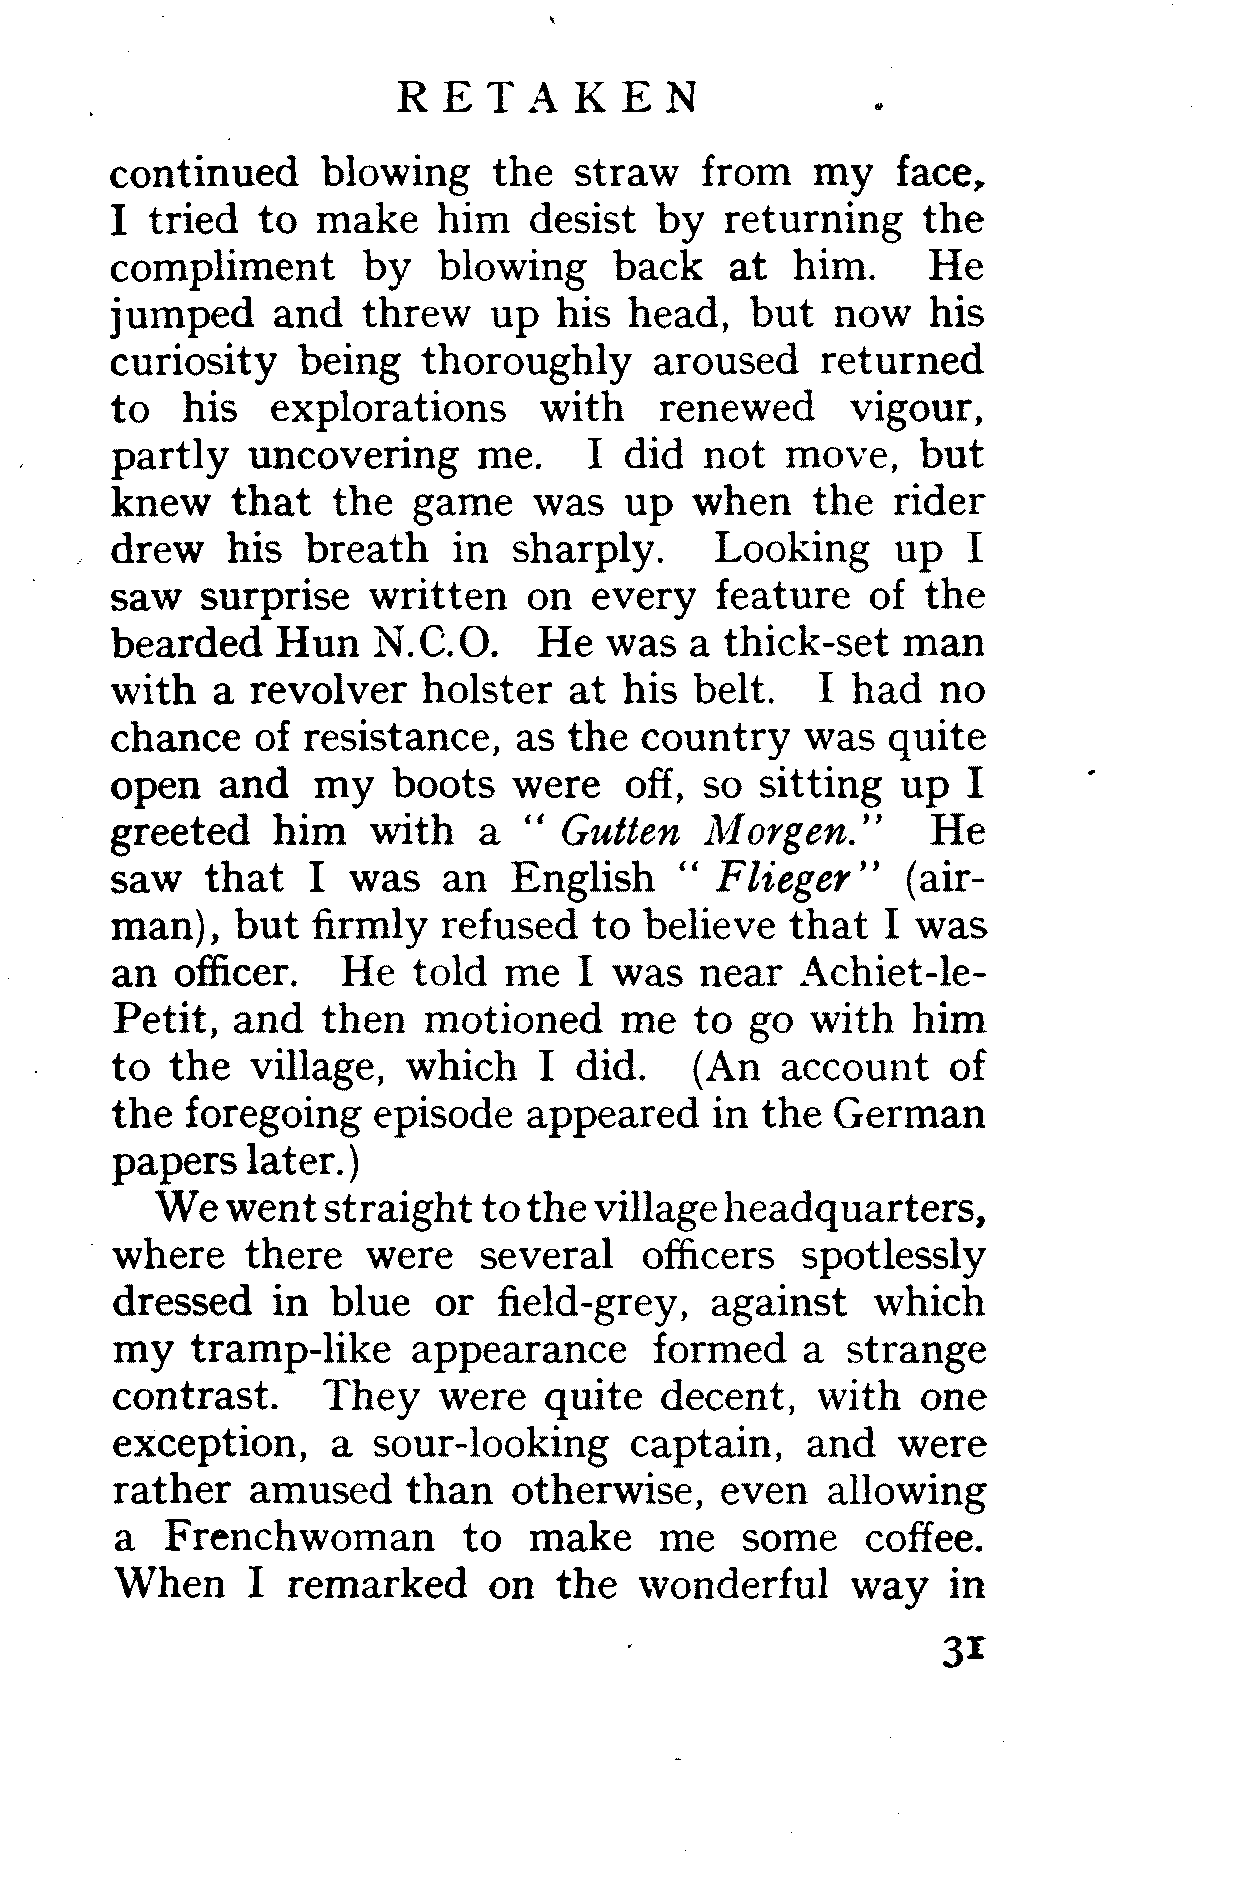 RETAKEN
continued blowing the straw from my face,
I tried to make him desist by returning the
compliment by blowing back at him. He
jumped and threw up his head, but now his
curiosity being thoroughly aroused returned
to his explorations with renewed vigour,
partly uncovering me. I did not move, but
knew that the game was up when the rider
drew his breath in sharply. Looking up I
saw surprise written on every feature of the
bearded Hun N.C.O. He was a thick-set man
with a revolver holster at his belt. I had no
chance of resistance, as the country was quite
open and my boots were off, so sitting up I
greeted him with a " Gutten Morgen." He
saw that I was an English " Flieger" (air-
man), but firmly refused to believe that I was
an officer. He told me I was near Achiet-le-
Petit, and then motioned me to go with him
to the village, which I did. (An account of
the foregoing episode appeared in the German
papers later.)
We went straight to the village headquarters,
where there were several officers spotlessly
dressed in blue or field-grey, against which
my tramp-like appearance formed a strange
contrast. They were quite decent, with one
exception, a sour-looking captain, and were
rather amused than otherwise, even allowing
a Frenchwoman to make me some coffee.
When I remarked on the wonderful way in
31